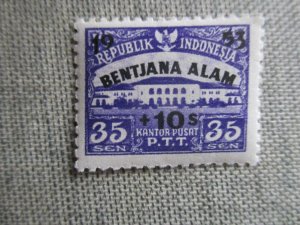 19 53
REPUBLIK INDONESIA
BENTJANA ALAM
+10s
35 KANTOR PUSAT 35
SEN P.T.T. SEN